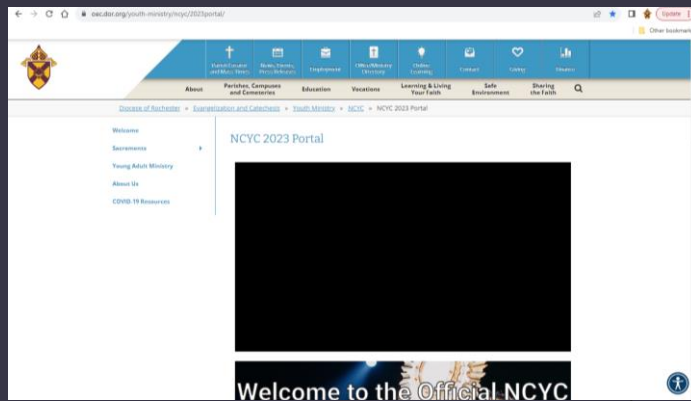 oec.dor.org/youth-ministry/ncyc/2023portal/
Update
Other bookmarks
Parish Locator and Mass Times
News, Events, Press Releases
Employment
Office/Ministry Directory
Online Learning
Contact
Giving
Finance
About
Parishes, Campuses and Cemeteries
Education
Vocations
Learning & Living Your Faith
Safe Environment
Sharing the Faith
Diocese of Rochester » Evangelization and Catechesis » Youth Ministry » NCYC » NCYC 2023 Portal
Welcome
Sacraments
Young Adult Ministry
About Us
COVID-19 Resources
NCYC 2023 Portal
Welcome to the Official NCYC